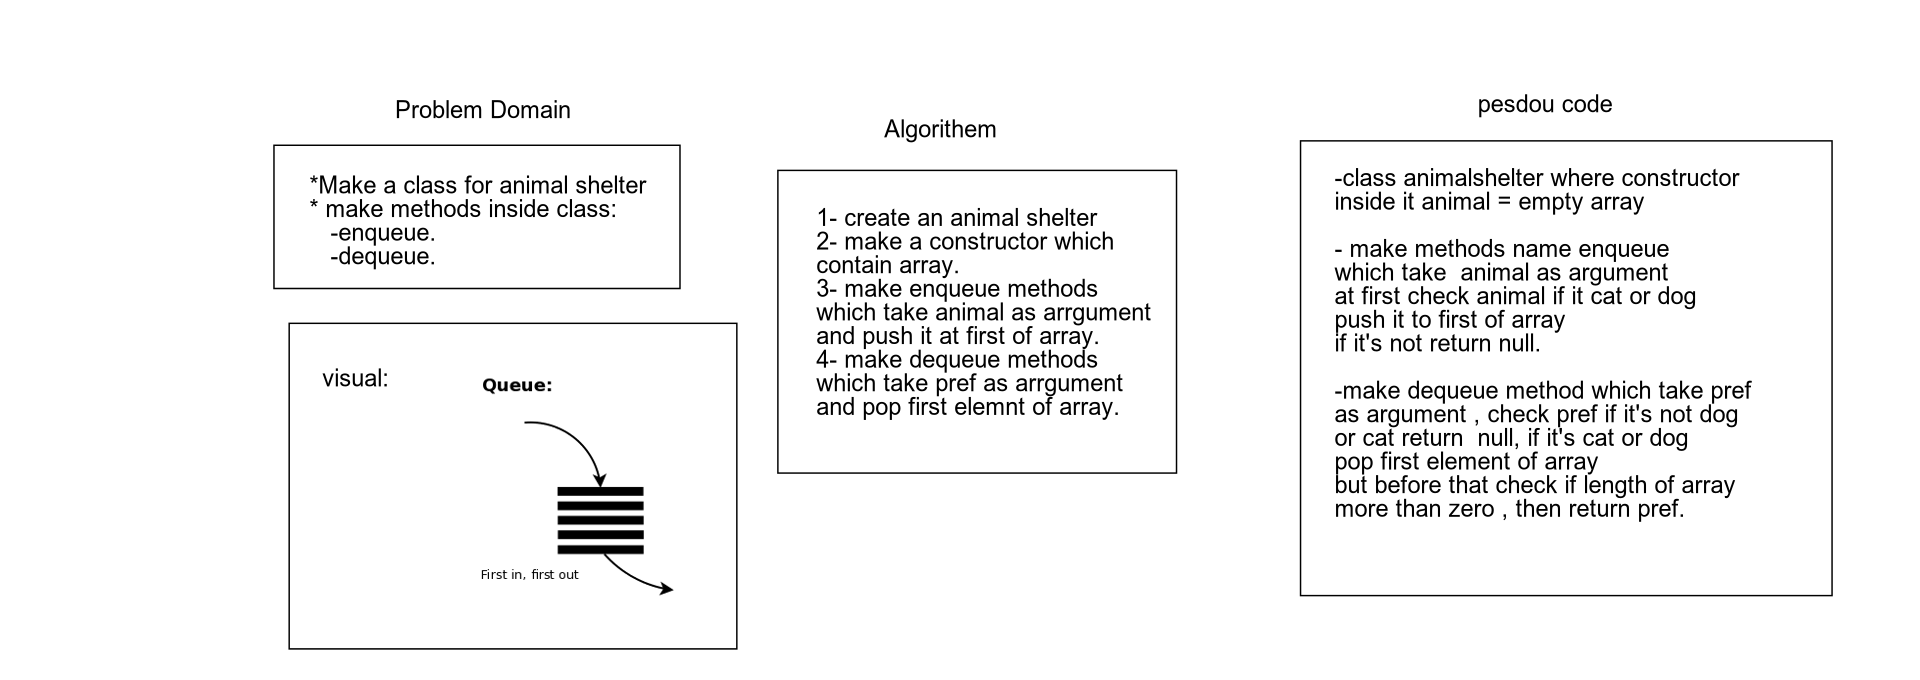 Problem Domain
*Make a class for animal shelter
* make methods inside class:
-enqueue.
-dequeue.
visual:
Queue:
First in, first out
Algorithem
1- create an animal shelter
2- make a constructor which
contain array.
3- make enqueue methods
which take animal as arrgument
and push it at first of array.
4- make dequeue methods
which take pref as arrgument
and pop first elemnt of array.
pesdou code
-class animalshelter where constructor
inside it animal = empty array
- make methods name enqueue
which take  animal as argument
at first check animal if it cat or dog
push it to first of array
if it's not return null.
-make dequeue method which take pref
as argument , check pref if it's not dog
or cat return  null, if it's cat or dog
pop first element of array
but before that check if length of array
more than zero , then return pref.